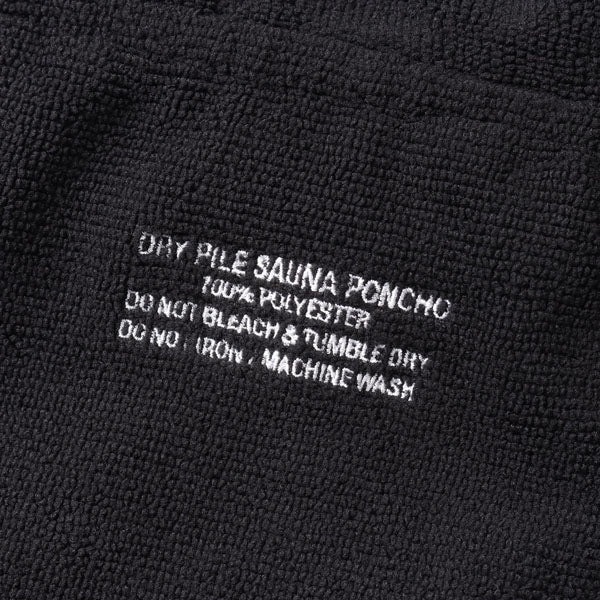 DRY PILE SAUNA PONCHO
100% POLYESTER
DO NOT BLEACH & TUMBLE DRY
DO NOT IRON / MACHINE WASH